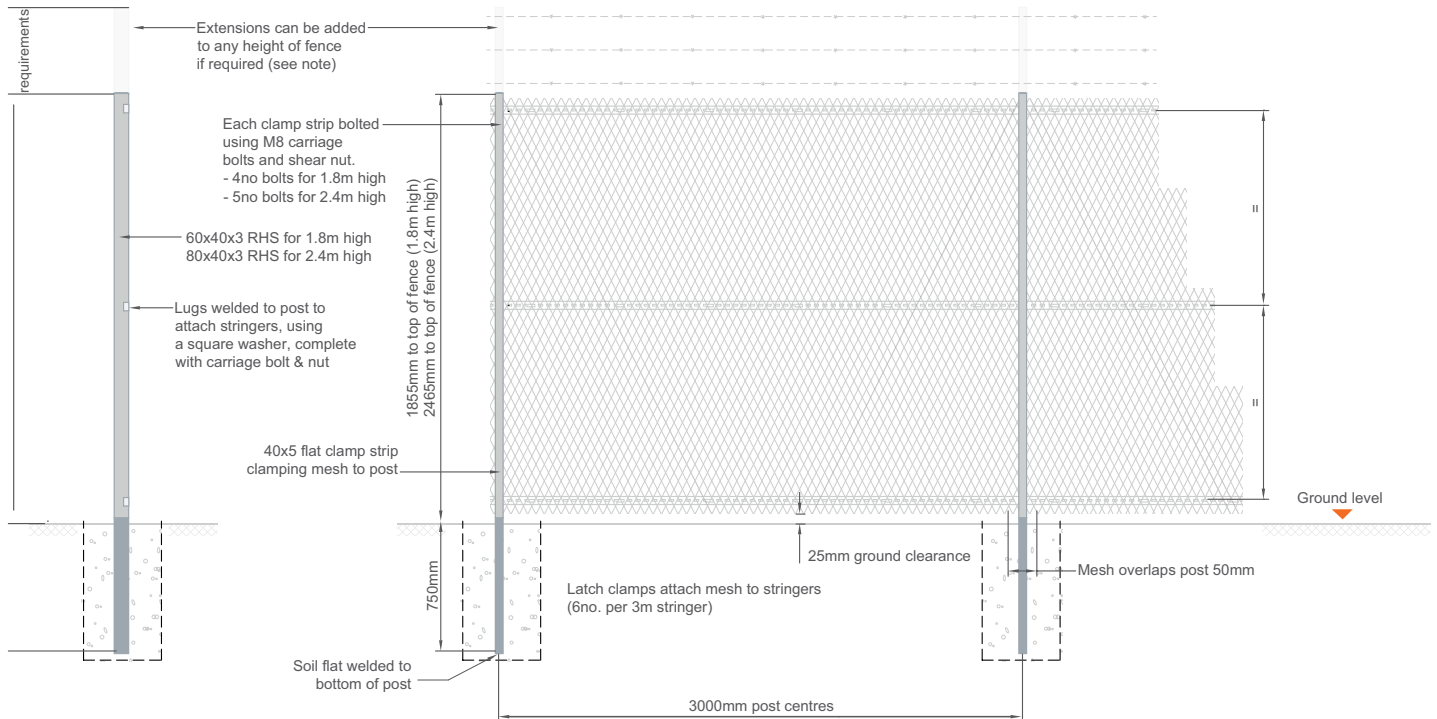 requirements
Extensions can be added
to any height of fence
if required (see note)
Each clamp strip bolted
using M8 carriage
bolts and shear nut.
- 4no bolts for 1.8m high
- 5no bolts for 2.4m high
60x40x3 RHS for 1.8m high
80x40x3 RHS for 2.4m high
Lugs welded to post to
attach stringers, using
a square washer, complete
with carriage bolt & nut
1855mm to top of fence (1.8m high)
2465mm to top of fence (2.4m high)
=
=
40x5 flat clamp strip
clamping mesh to post
Ground level
25mm ground clearance
Mesh overlaps post 50mm
750mm
Latch clamps attach mesh to stringers
(6no. per 3m stringer)
Soil flat welded to
bottom of post
3000mm post centres